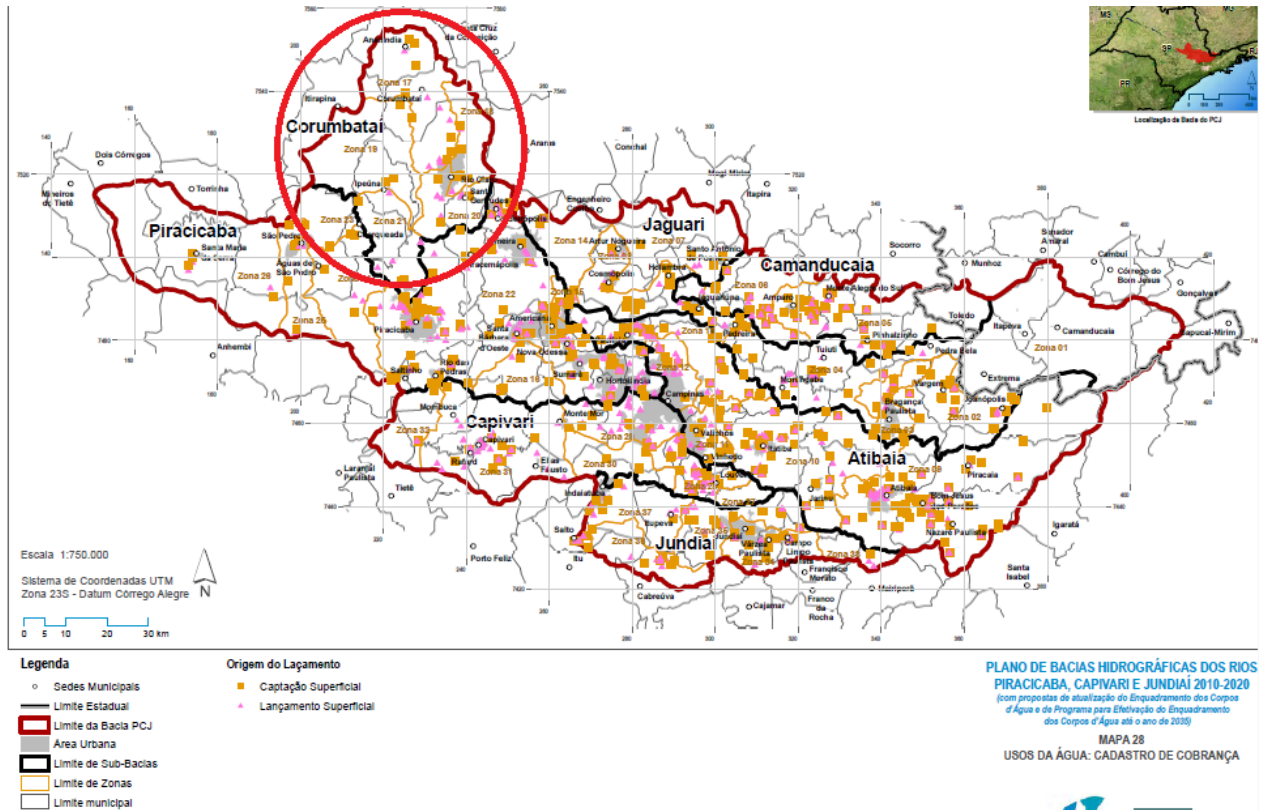 MS
MG
SP
RJ
PR
N
Localização da Bacia do PCJ
Santa Cruz da Conceição
Analândia
Zona 17
Corumbataí
Itirapina
Zona 18
Corumbataí
Zona 19
Araras
Conchal
Mogi-Mirim
Itapira
Dois Córregos
Mineiros do Tietê
Torrinha
Ipeúna
Rio Claro
Santa Gertrudes
Cordeirópolis
Engenheiro Coelho
Piracicaba
Santa Maria da Serra
São Pedro
Zona 23
Zona 21
Zona 20
Charqueada
Limeira
Iracemápolis
Zona 14
Artur Nogueira
Jaguari
Zona 07
Cosmópolis
Holambra
Camanducaia
Socorro
Munhoz
Senador Amaral
Cambuí
Córrego do Bom Jesus
Gonçalves
Sapucaí-Mirim
Zona 26
Águas de São Pedro
Zona 25
Zona 22
Zona 15
Jaguariúna
Zona 06
Amparo
Monte Alegre do Sul
Zona 05
Pinhalzinho
Toledo
Itapeva
Camanducaia
Zona 01
Anhembi
Piracicaba
Americana
Santa Bárbara d'Oeste
Nova Odessa
Pedreira
Tuiuti
Pedra Bela
Extrema
Saltinho
Rio das Pedras
Zona 16
Sumaré
Hortolândia
Zona 12
Campinas
Zona 04
Vargem
Joanópolis
Zona 02
Bragança Paulista
Mombuca
Capivari
Monte Mor
Zona 32
Capivari
Rafard
Zona 31
Elias Fausto
Zona 30
Valinhos
Vinhedo
Itatiba
Zona 10
Atibaia
Zona 09
Piracaia
Laranjal Paulista
Tietê
Indaiatuba
Jarinu
Atibaia
Bom Jesus dos Perdões
Nazaré Paulista
Igaratá
Zona 37
Itupeva
Salto
Itu
Jundiaí
Jundiaí
Várzea Paulista
Campo Limpo Paulista
Francisco Morato
Franco da Rocha
Mairiporã
Santa Isabel
Porto Feliz
Cabreúva
Cajamar
Escala 1:750.000
Sistema de Coordenadas UTM
Zona 23S - Datum Córrego Alegre
N
0 5 10 20 30 km
Legenda
Sedes Municipais
Limite Estadual
Limite da Bacia PCJ
Área Urbana
Limite de Sub-Bacias
Limite de Zonas
Limite municipal
Origem do Laçamento
Captação Superficial
Lançamento Superficial
PLANO DE BACIAS HIDROGRÁFICAS DOS RIOS
PIRACICABA, CAPIVARI E JUNDIAÍ 2010-2020
(com propostas de atualização do Enquadramento dos Corpos
d'Água e de Programa para Efetivação do Enquadramento
dos Corpos d'Água até o ano de 2035)
MAPA 28
USOS DA ÁGUA: CADASTRO DE COBRANÇA